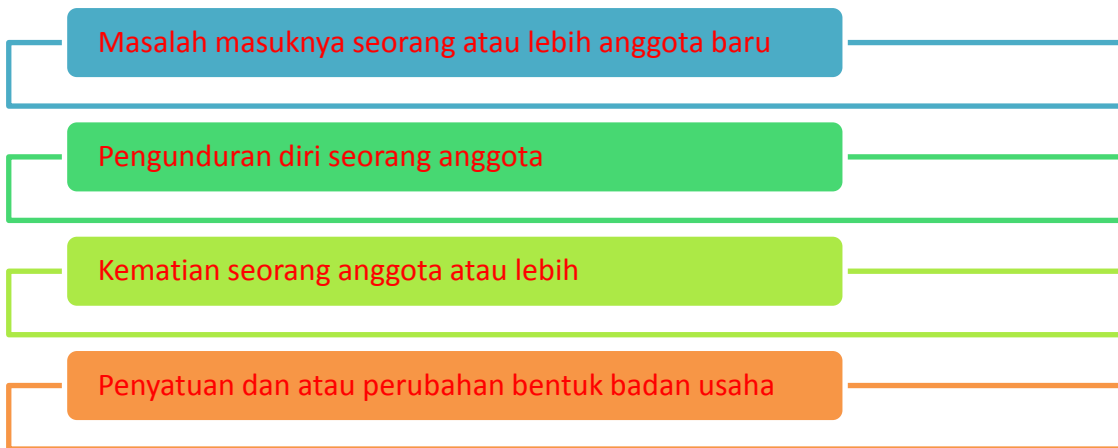 Masalah masuknya seorang atau lebih anggota baru
Pengunduran diri seorang anggota
Kematian seorang anggota atau lebih
Penyatuan dan atau perubahan bentuk badan usaha